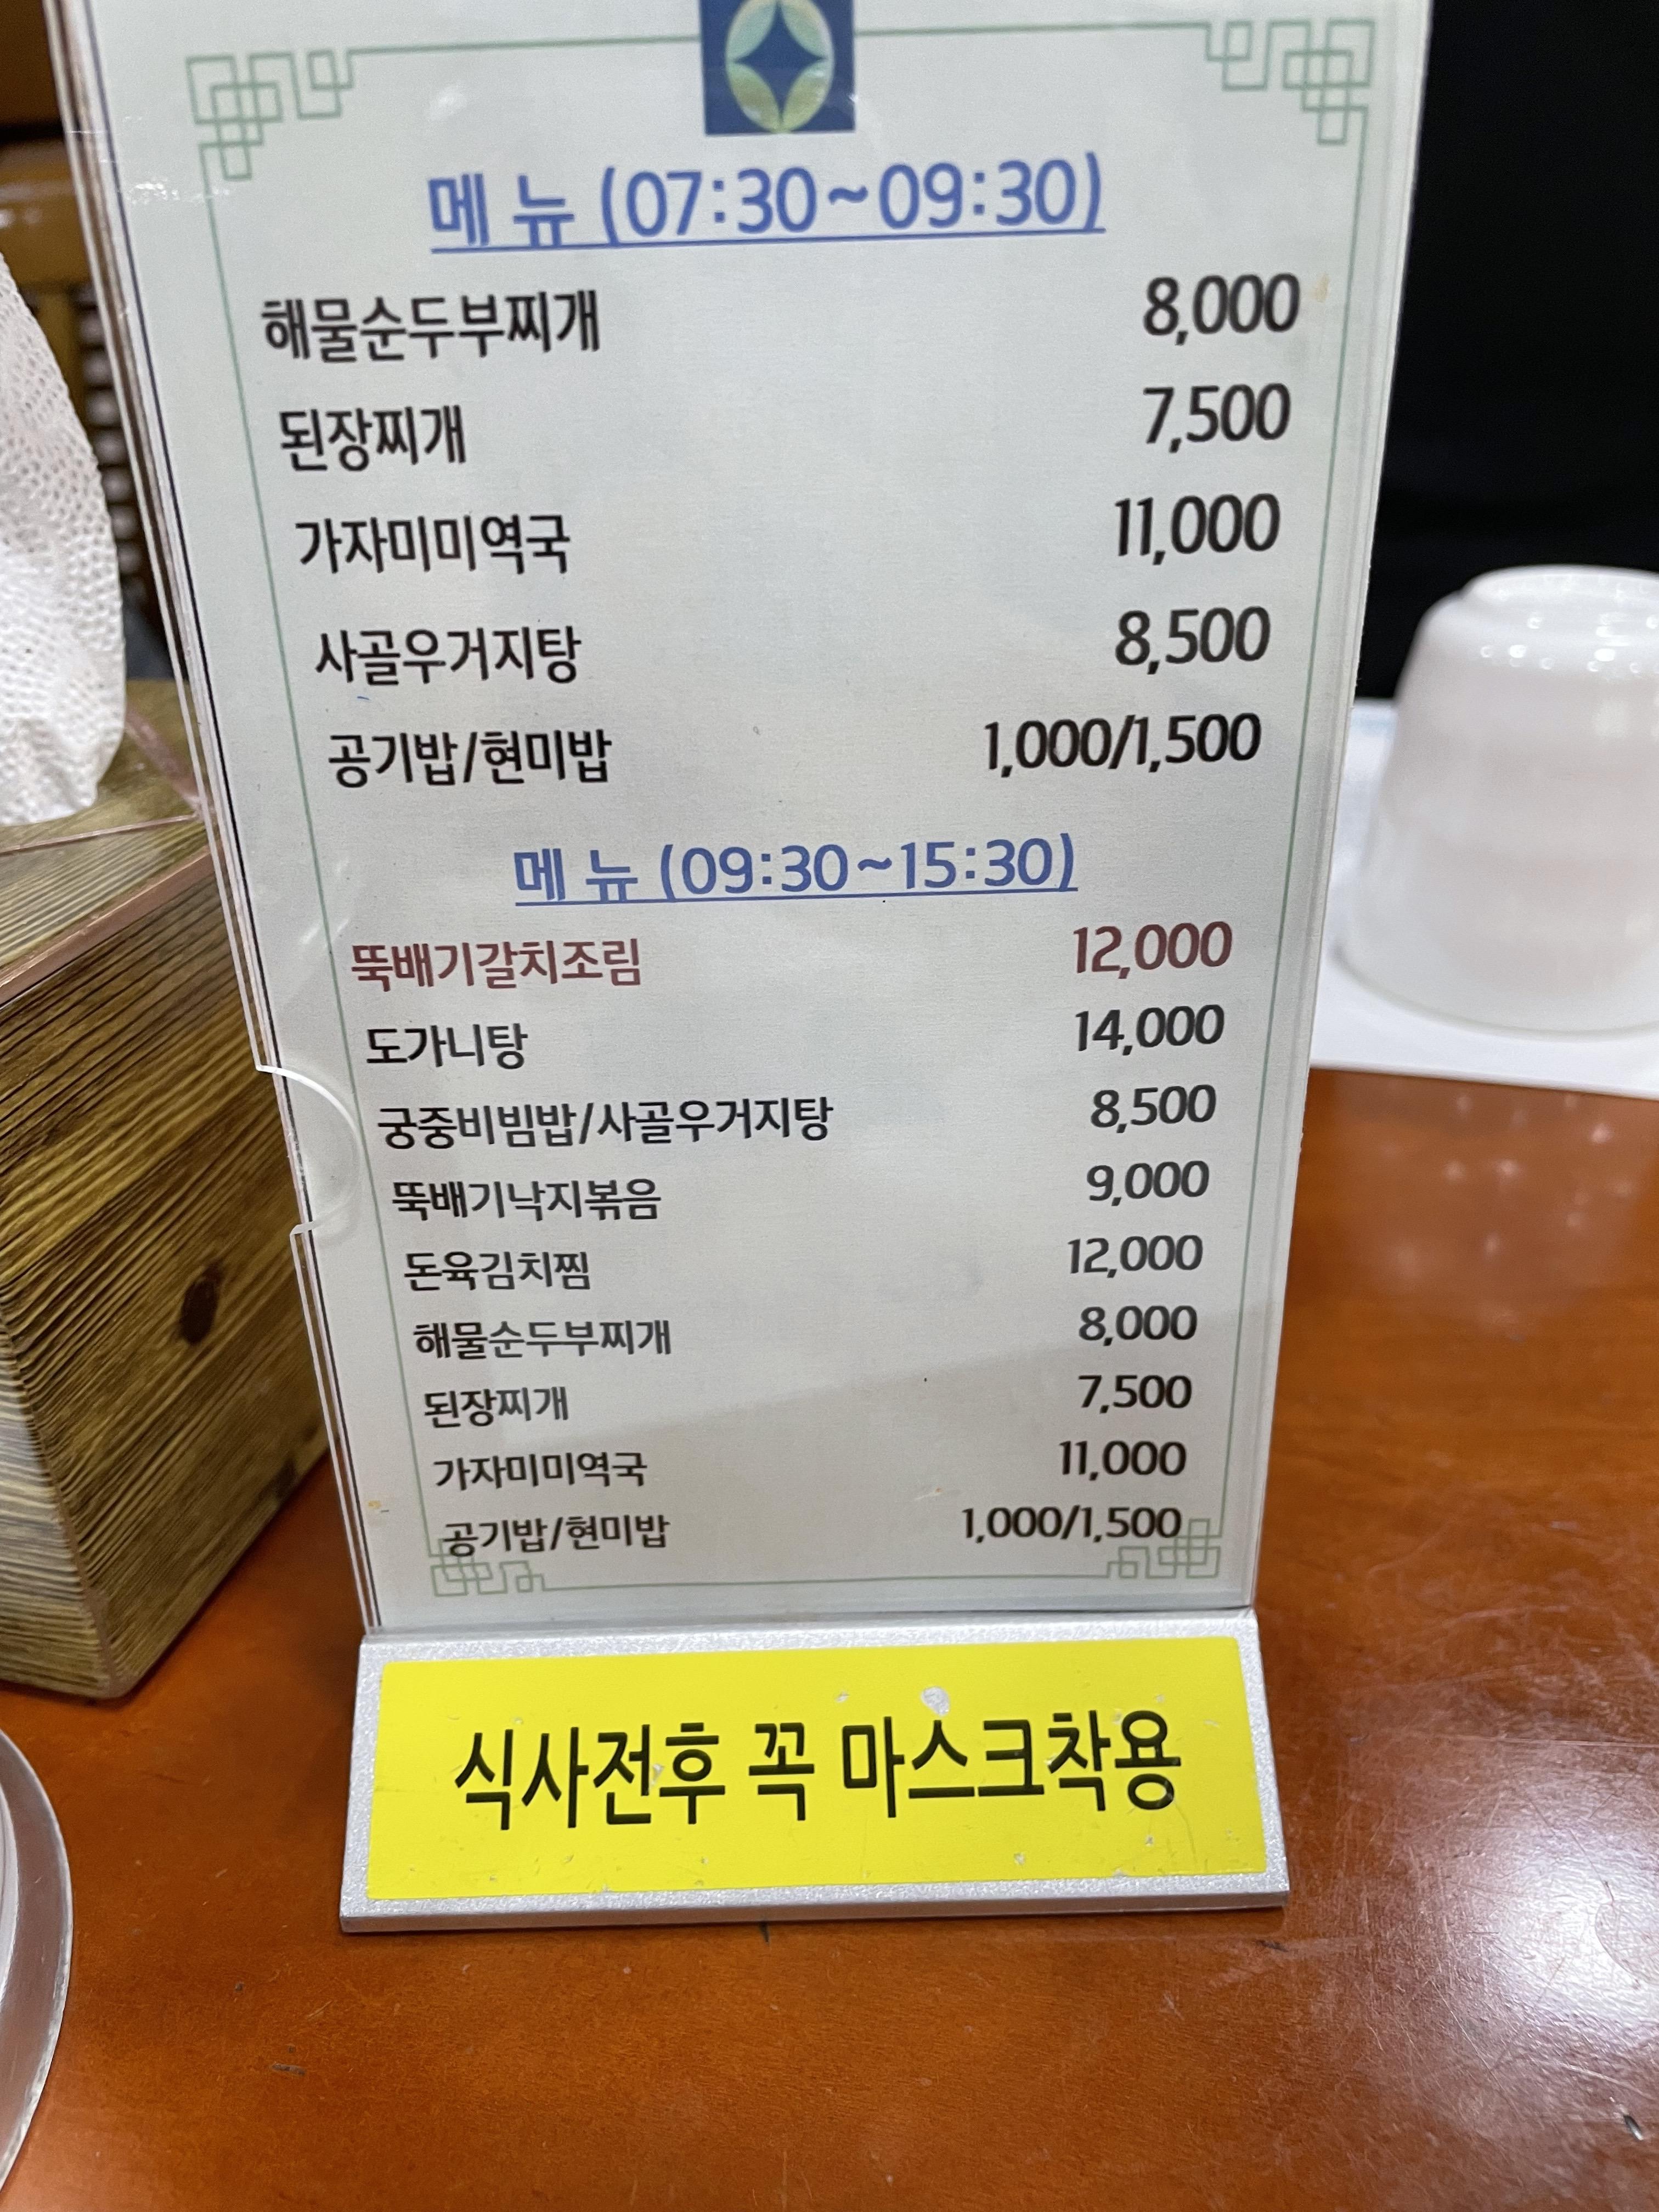 메 뉴 (07:30~09:30)
해물순두부찌개 8,000
된장찌개 7,500
가자미미역국 11,000
사골우거지탕 8,500
공기밥/현미밥 1,000/1,500
메 뉴 (09:30~15:30)
뚝배기갈치조림 12,000
도가니탕 14,000
궁중비빔밥/사골우거지탕 8,500
뚝배기낙지볶음 9,000
돈육김치찜 12,000
해물순두부찌개 8,000
된장찌개 7,500
가자미미역국 11,000
공기밥/현미밥 1,000/1,500
식사전후 꼭 마스크착용